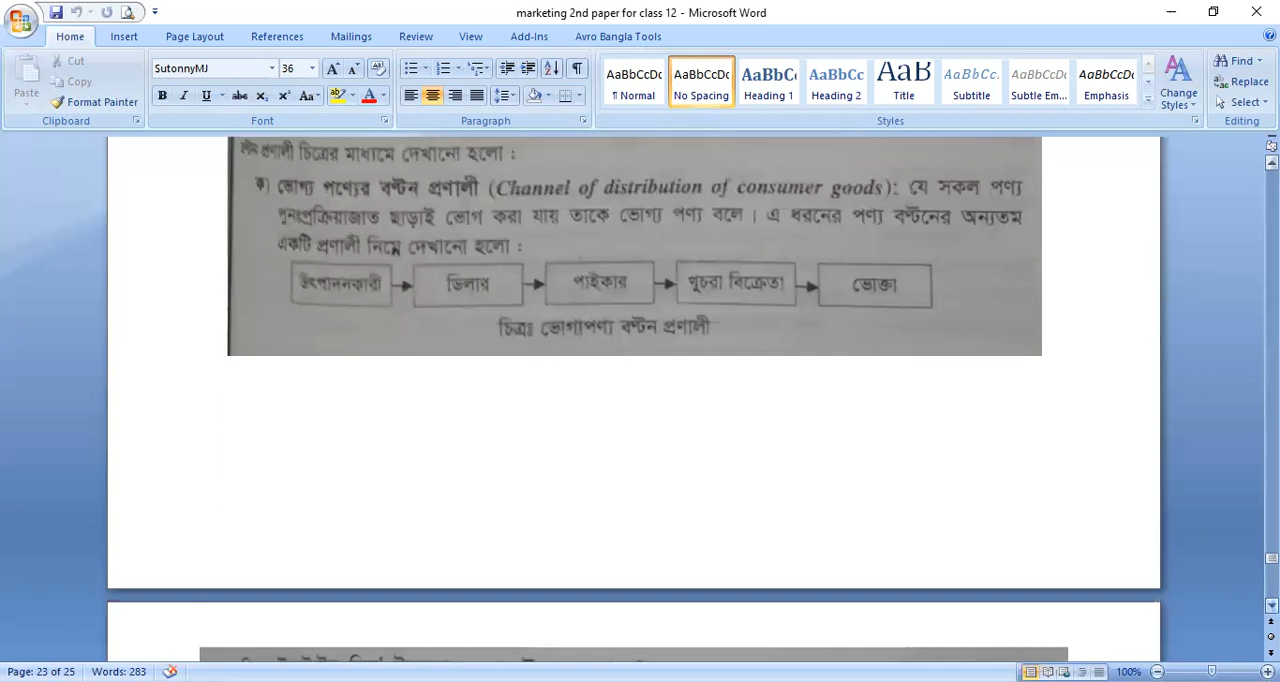 marketing 2nd paper for class 12 - Microsoft Word
Home Insert Page Layout References Mailings Review View Add-Ins Avro Bangla Tools
Paste
Cut
Copy
Format Painter
Clipboard
SutonnyMJ 36
Font
Paragraph
AaBbCcDc AaBbCcDc AaBbC AaBbCc AaB AaBbCc. AaBbCcDc AaBbCcDc
¶ Normal No Spacing Heading 1 Heading 2 Title Subtitle Subtle Em... Emphasis
Change Styles
Styles
Find
Replace
Select
Editing
প্রণালী চিত্রের মাধ্যমে দেখানো হলো :
ক) ভোগ্য পণ্যের বণ্টন প্রণালী (Channel of distribution of consumer goods): যে সকল পণ্য
পুনঃপ্রক্রিয়াজাত ছাড়াই ভোগ করা যায় তাকে ভোগ্য পণ্য বলে। এ ধরনের পণ্য বণ্টনের অন্যতম
একটি প্রণালী নিম্নে দেখানো হলো :
উৎপাদনকারী ডিলার পাইকার খুচরা বিক্রেতা ভোক্তা
চিত্রঃ ভোগ্যপণ্য বণ্টন প্রণালী
Page: 23 of 25 Words: 283 100%